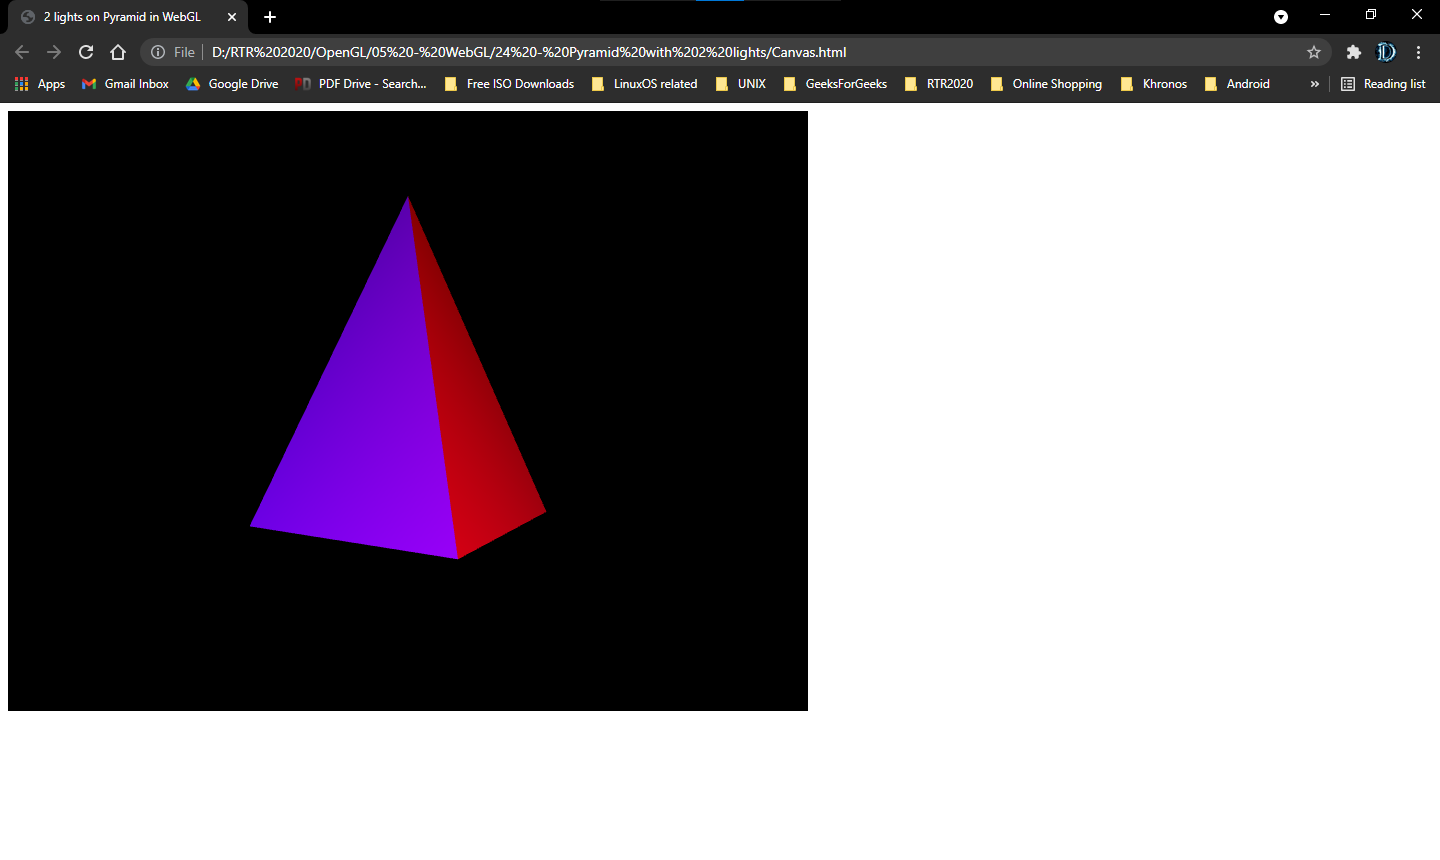 2 lights on Pyramid in WebGL
File D:/RTR%202020/OpenGL/05%20-%20WebGL/24%20-%20Pyramid%20with%202%20lights/Canvas.html
Apps Gmail Inbox Google Drive PDF Drive - Search... Free ISO Downloads LinuxOS related UNIX GeeksForGeeks RTR2020 Online Shopping Khronos Android » Reading list